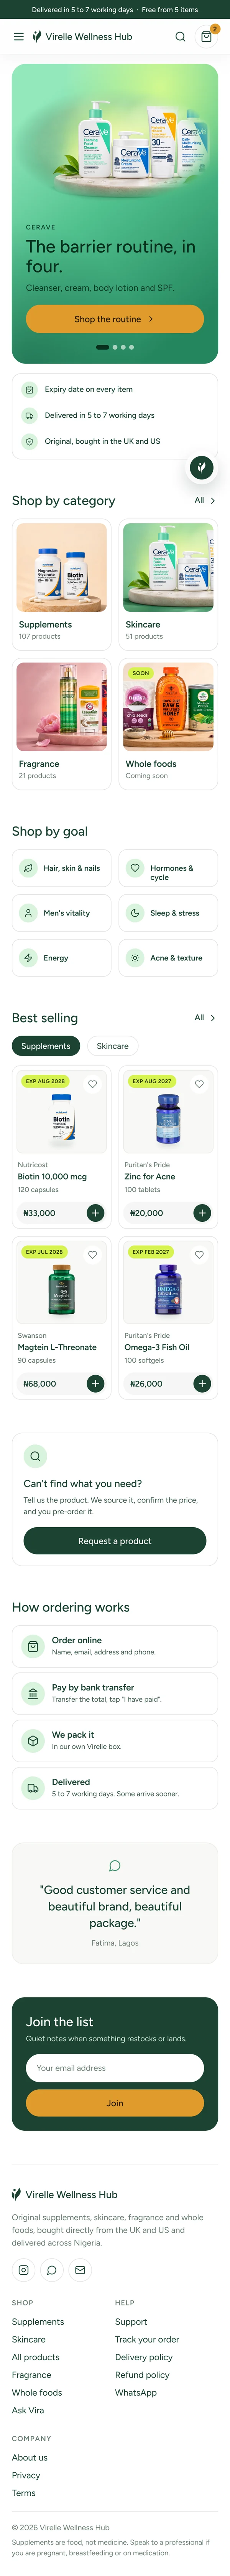 Delivered in 5 to 7 working days · Free from 5 items
Virelle Wellness Hub
2
CERAVE
The barrier routine, in
four.
Cleanser, cream, body lotion and SPF.
Shop the routine
Expiry date on every item
Delivered in 5 to 7 working days
Original, bought in the UK and US
Shop by category
All
Supplements
107 products
Skincare
51 products
Fragrance
21 products
SOON
Whole foods
Coming soon
Shop by goal
Hair, skin & nails
Hormones &
cycle
Men's vitality
Sleep & stress
Energy
Acne & texture
Best selling
All
Supplements
Skincare
EXP AUG 2028
Nutricost
Biotin 10,000 mcg
120 capsules
₦33,000
EXP AUG 2027
Puritan's Pride
Zinc for Acne
100 tablets
₦20,000
EXP JUL 2028
Swanson
Magtein L-Threonate
90 capsules
₦68,000
EXP FEB 2027
Puritan's Pride
Omega-3 Fish Oil
100 softgels
₦26,000
Can't find what you need?
Tell us the product. We source it, confirm the price,
and you pre-order it.
Request a product
How ordering works
Order online
Name, email, address and phone.
Pay by bank transfer
Transfer the total, tap "I have paid".
We pack it
In our own Virelle box.
Delivered
5 to 7 working days. Some arrive sooner.
"Good customer service and
beautiful brand, beautiful
package."
Fatima, Lagos
Join the list
Quiet notes when something restocks or lands.
Your email address
Join
Virelle Wellness Hub
Original supplements, skincare, fragrance and whole
foods, bought directly from the UK and US and
delivered across Nigeria.
SHOP
Supplements
Skincare
All products
Fragrance
Whole foods
Ask Vira
HELP
Support
Track your order
Delivery policy
Refund policy
WhatsApp
COMPANY
About us
Privacy
Terms
© 2026 Virelle Wellness Hub
Supplements are food, not medicine. Speak to a professional if
you are pregnant, breastfeeding or on medication.